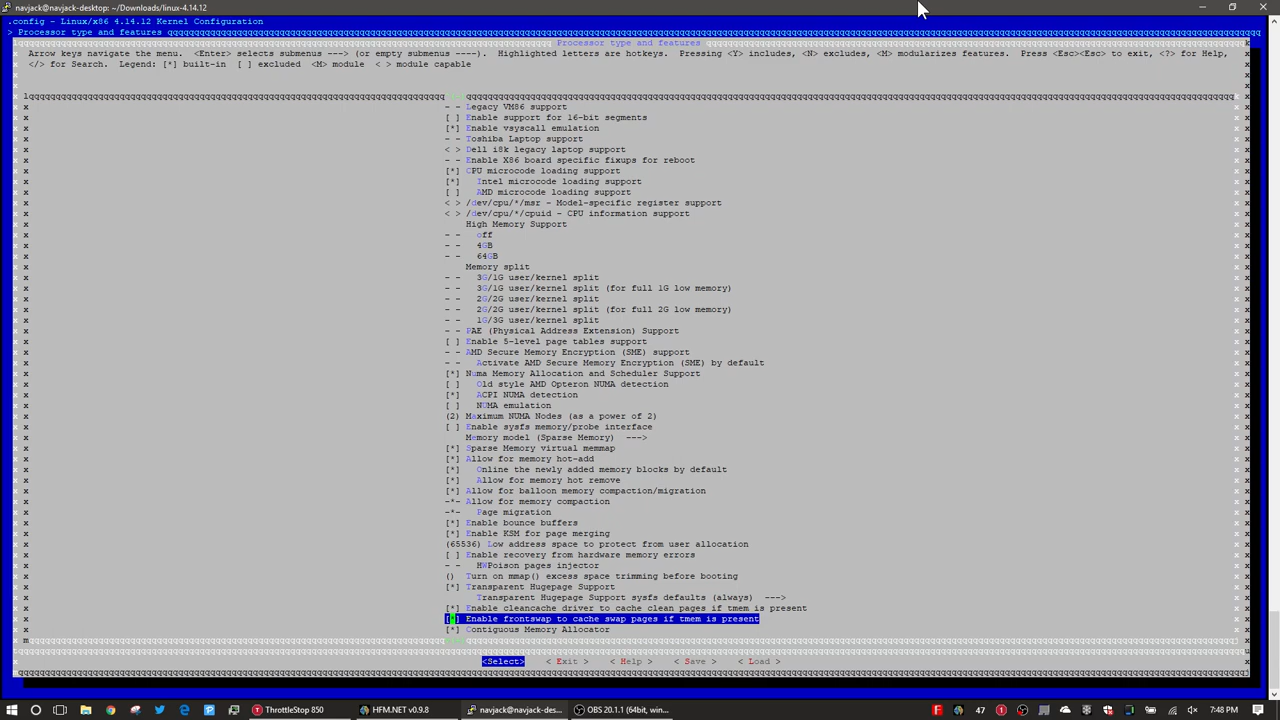 navjack@navjack-desktop: ~/Downloads/linux-4.14.12
.config - Linux/x86 4.14.12 Kernel Configuration
> Processor type and features
Processor type and features
Arrow keys navigate the menu. <Enter> selects submenus ---> (or empty submenus ----). Highlighted letters are hotkeys. Pressing <Y> includes, <N> excludes, <M> modularizes features. Press <Esc><Esc> to exit, <?> for Help,
</> for Search. Legend: [*] built-in [ ] excluded <M> module < > module capable
- - Legacy VM86 support
[ ] Enable support for 16-bit segments
[*] Enable vsyscall emulation
- - Toshiba Laptop support
< > Dell i8k legacy laptop support
- - Enable X86 board specific fixups for reboot
[*] CPU microcode loading support
[*] Intel microcode loading support
[ ] AMD microcode loading support
< > /dev/cpu/*/msr - Model-specific register support
< > /dev/cpu/*/cpuid - CPU information support
High Memory Support
- - off
- - 4GB
- - 64GB
Memory split
- - 3G/1G user/kernel split
- - 3G/1G user/kernel split (for full 1G low memory)
- - 2G/2G user/kernel split
- - 2G/2G user/kernel split (for full 2G low memory)
- - 1G/3G user/kernel split
- - PAE (Physical Address Extension) Support
[ ] Enable 5-level page tables support
- - AMD Secure Memory Encryption (SME) support
- - Activate AMD Secure Memory Encryption (SME) by default
[*] Numa Memory Allocation and Scheduler Support
[ ] Old style AMD Opteron NUMA detection
[*] ACPI NUMA detection
[ ] NUMA emulation
(2) Maximum NUMA Nodes (as a power of 2)
[ ] Enable sysfs memory/probe interface
Memory model (Sparse Memory) --->
[*] Sparse Memory virtual memmap
[*] Allow for memory hot-add
[*] Online the newly added memory blocks by default
[*] Allow for memory hot remove
[*] Allow for balloon memory compaction/migration
-*- Allow for memory compaction
-*- Page migration
[*] Enable bounce buffers
[*] Enable KSM for page merging
(65536) Low address space to protect from user allocation
[ ] Enable recovery from hardware memory errors
- - HWPoison pages injector
() Turn on mmap() excess space trimming before booting
[*] Transparent Hugepage Support
Transparent Hugepage Support sysfs defaults (always) --->
[*] Enable cleancache driver to cache clean pages if tmem is present
[*] Enable frontswap to cache swap pages if tmem is present
[*] Contiguous Memory Allocator
<Select> < Exit > < Help > < Save > < Load >
ThrottleStop 850 HFM.NET v0.9.8 navjack@navjack-des... OBS 20.1.1 (64bit, win... 47 7:48 PM